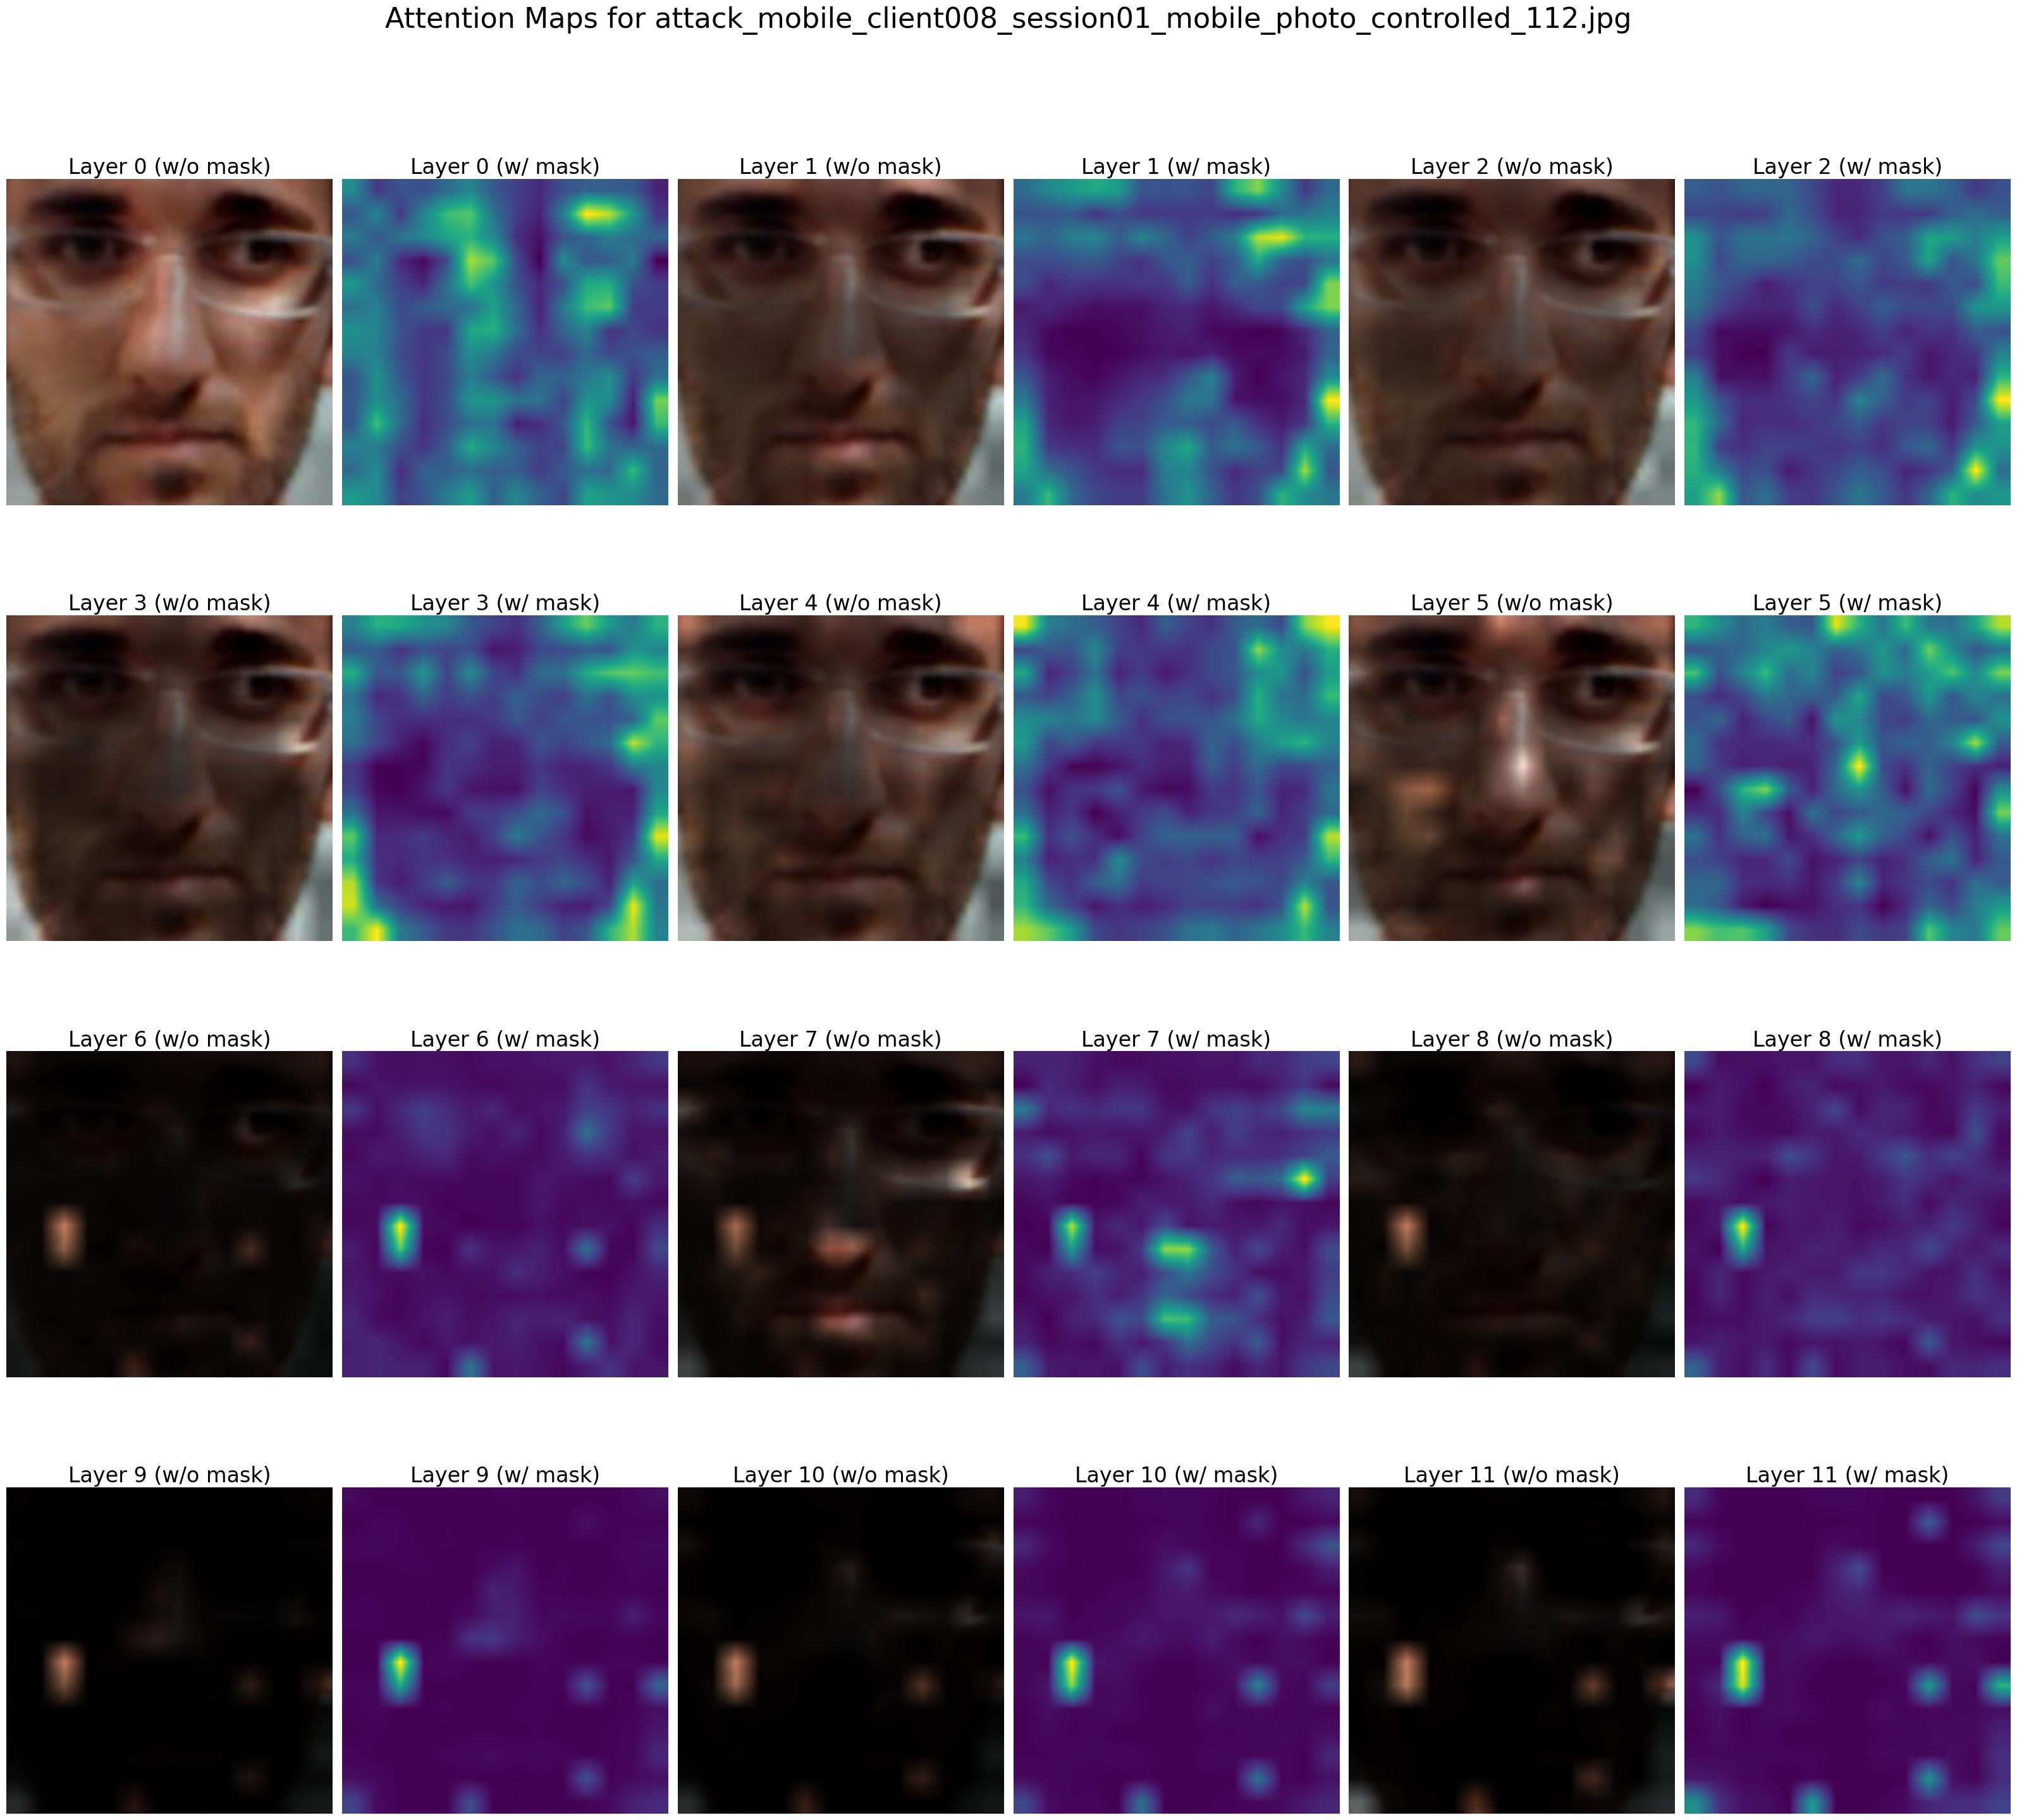 Attention Maps for attack_mobile_client008_session01_mobile_photo_controlled_112.jpg
Layer 0 (w/o mask) Layer 0 (w/ mask) Layer 1 (w/o mask) Layer 1 (w/ mask) Layer 2 (w/o mask) Layer 2 (w/ mask)
Layer 3 (w/o mask) Layer 3 (w/ mask) Layer 4 (w/o mask) Layer 4 (w/ mask) Layer 5 (w/o mask) Layer 5 (w/ mask)
Layer 6 (w/o mask) Layer 6 (w/ mask) Layer 7 (w/o mask) Layer 7 (w/ mask) Layer 8 (w/o mask) Layer 8 (w/ mask)
Layer 9 (w/o mask) Layer 9 (w/ mask) Layer 10 (w/o mask) Layer 10 (w/ mask) Layer 11 (w/o mask) Layer 11 (w/ mask)